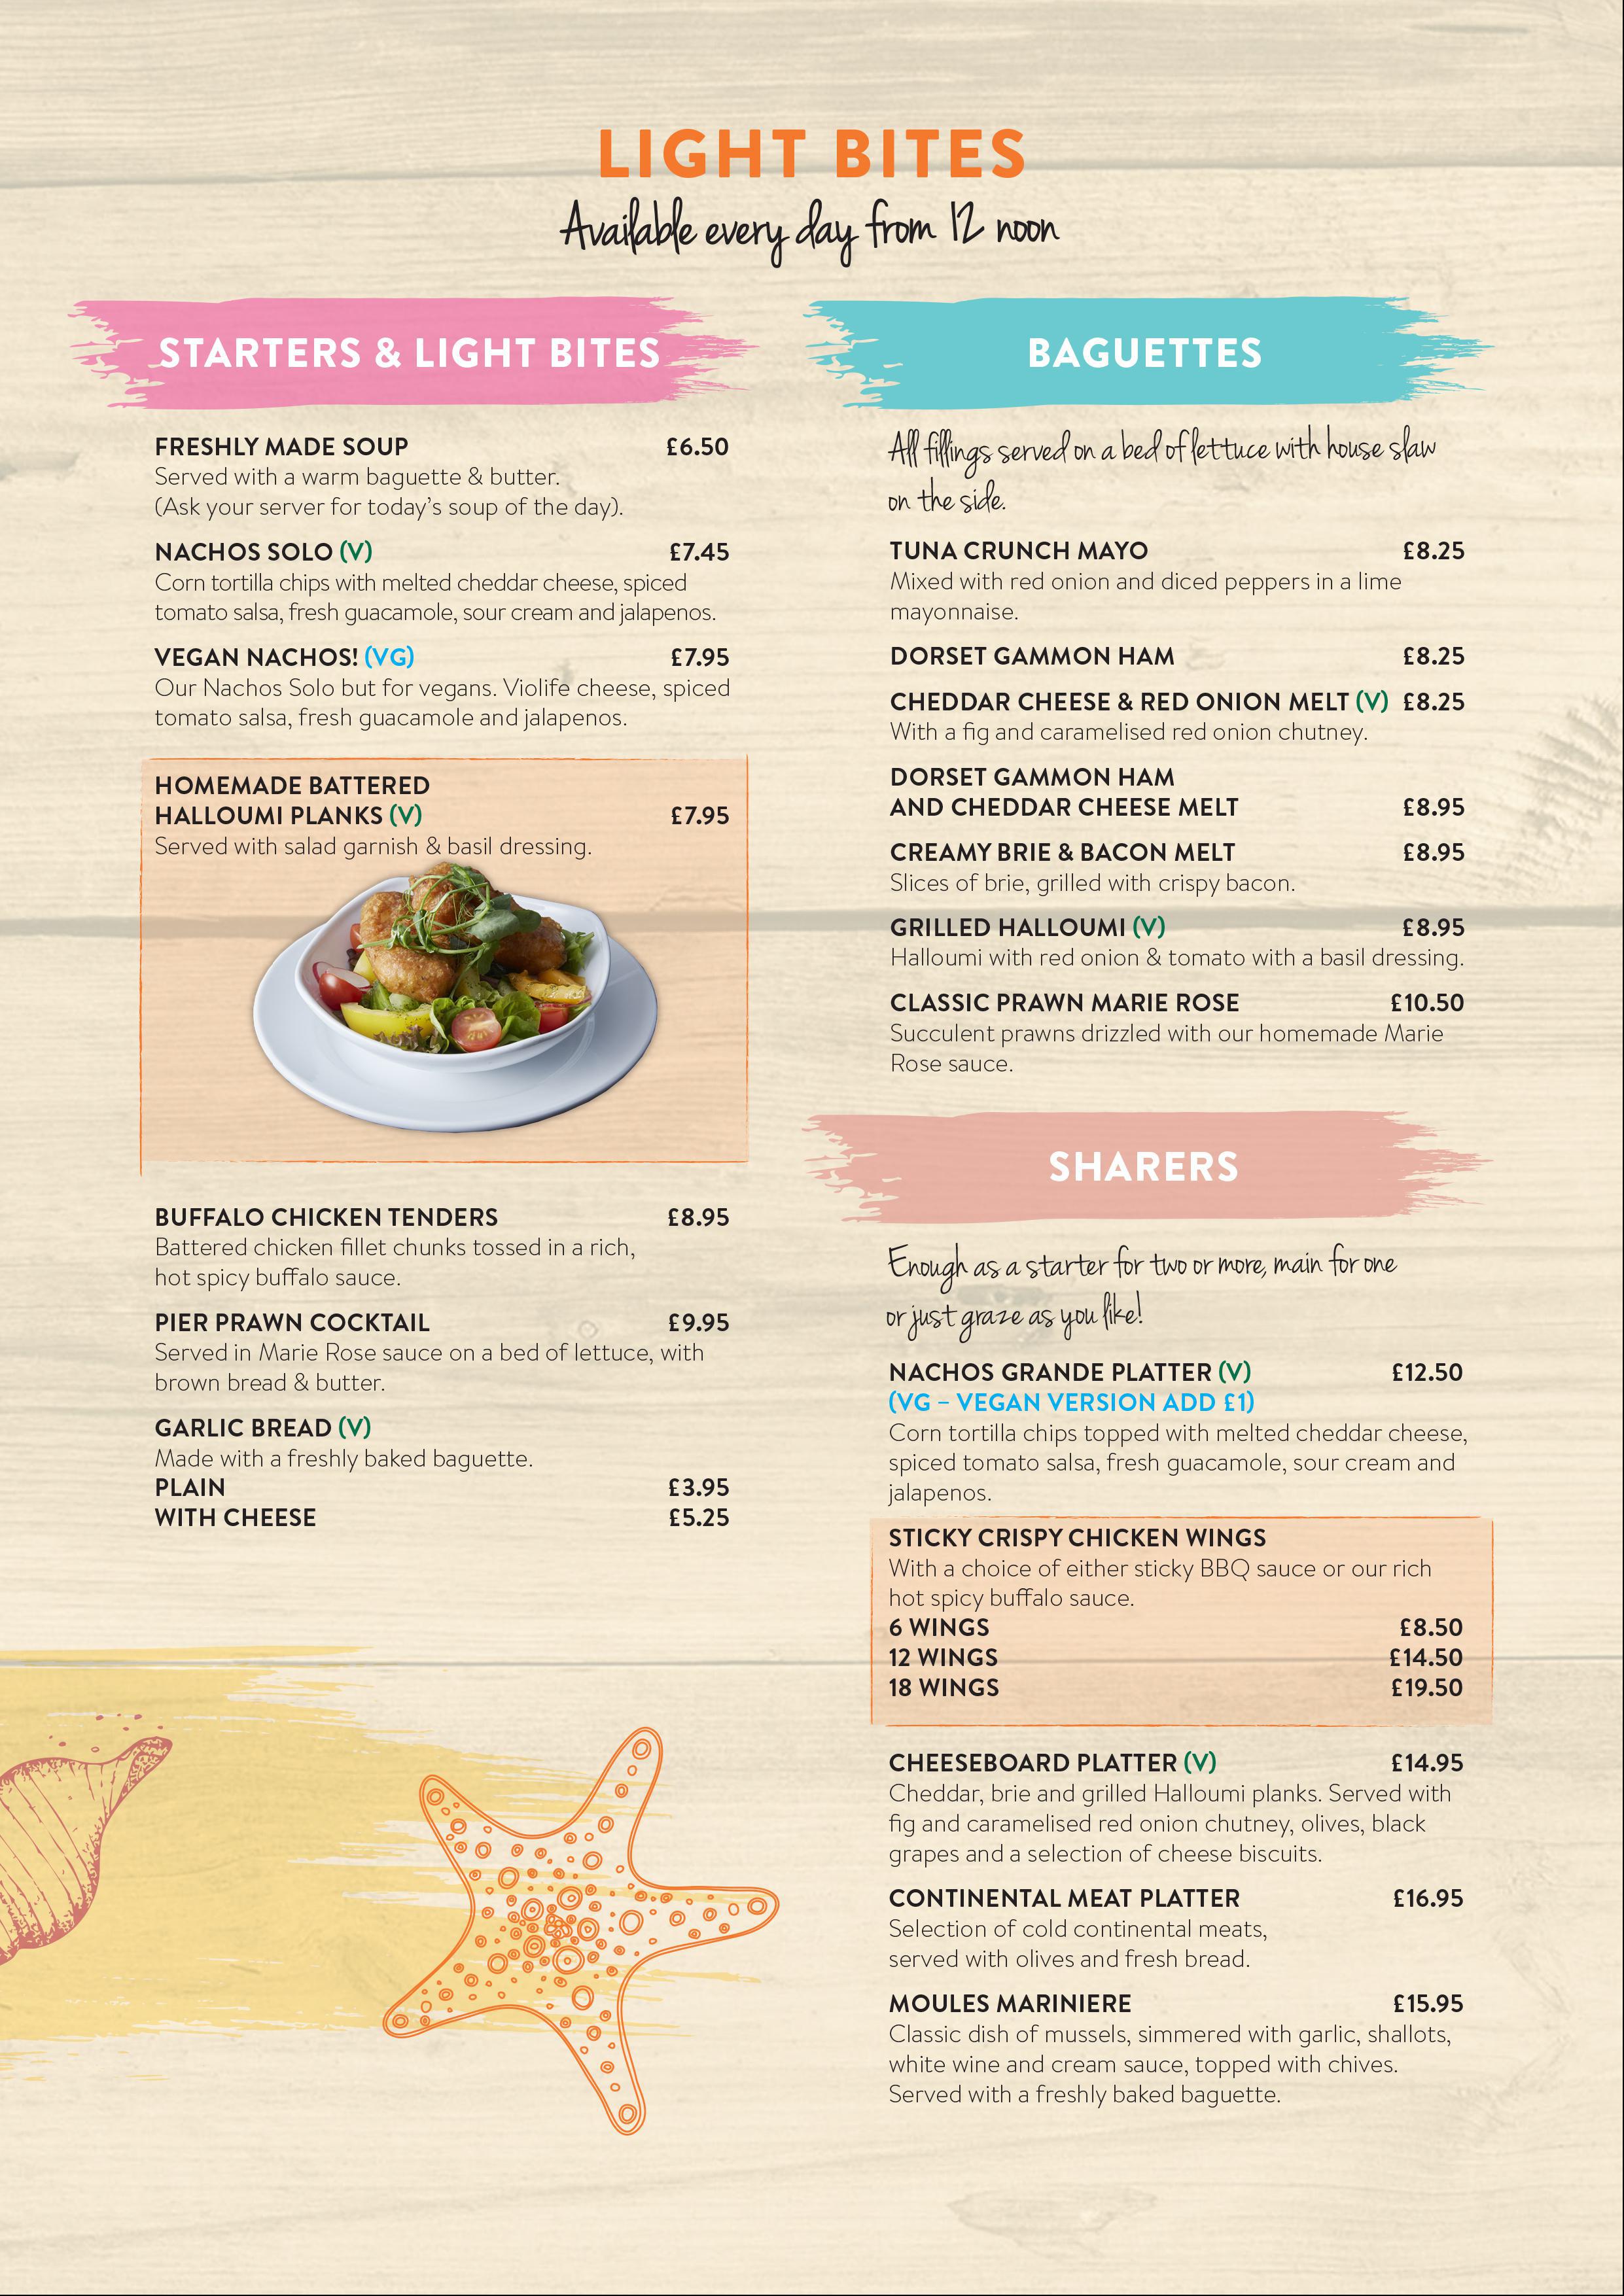 LIGHT BITES
Available every day from 12 noon
STARTERS & LIGHT BITES
FRESHLY MADE SOUP £6.50
Served with a warm baguette & butter.
(Ask your server for today’s soup of the day).
NACHOS SOLO (V) £7.45
Corn tortilla chips with melted cheddar cheese, spiced
tomato salsa, fresh guacamole, sour cream and jalapenos.
VEGAN NACHOS! (VG) £7.95
Our Nachos Solo but for vegans. Violife cheese, spiced
tomato salsa, fresh guacamole and jalapenos.
HOMEMADE BATTERED
HALLOUMI PLANKS (V) £7.95
Served with salad garnish & basil dressing.
BUFFALO CHICKEN TENDERS £8.95
Battered chicken fillet chunks tossed in a rich,
hot spicy buffalo sauce.
PIER PRAWN COCKTAIL £9.95
Served in Marie Rose sauce on a bed of lettuce, with
brown bread & butter.
GARLIC BREAD (V)
Made with a freshly baked baguette.
PLAIN £3.95
WITH CHEESE £5.25
BAGUETTES
All fillings served on a bed of lettuce with house slaw
on the side.
TUNA CRUNCH MAYO £8.25
Mixed with red onion and diced peppers in a lime
mayonnaise.
DORSET GAMMON HAM £8.25
CHEDDAR CHEESE & RED ONION MELT (V) £8.25
With a fig and caramelised red onion chutney.
DORSET GAMMON HAM
AND CHEDDAR CHEESE MELT £8.95
CREAMY BRIE & BACON MELT £8.95
Slices of brie, grilled with crispy bacon.
GRILLED HALLOUMI (V) £8.95
Halloumi with red onion & tomato with a basil dressing.
CLASSIC PRAWN MARIE ROSE £10.50
Succulent prawns drizzled with our homemade Marie
Rose sauce.
SHARERS
Enough as a starter for two or more, main for one
or just graze as you like!
NACHOS GRANDE PLATTER (V) £12.50
(VG – VEGAN VERSION ADD £1)
Corn tortilla chips topped with melted cheddar cheese,
spiced tomato salsa, fresh guacamole, sour cream and
jalapenos.
STICKY CRISPY CHICKEN WINGS
With a choice of either sticky BBQ sauce or our rich
hot spicy buffalo sauce.
6 WINGS £8.50
12 WINGS £14.50
18 WINGS £19.50
CHEESEBOARD PLATTER (V) £14.95
Cheddar, brie and grilled Halloumi planks. Served with
fig and caramelised red onion chutney, olives, black
grapes and a selection of cheese biscuits.
CONTINENTAL MEAT PLATTER £16.95
Selection of cold continental meats,
served with olives and fresh bread.
MOULES MARINIERE £15.95
Classic dish of mussels, simmered with garlic, shallots,
white wine and cream sauce, topped with chives.
Served with a freshly baked baguette.